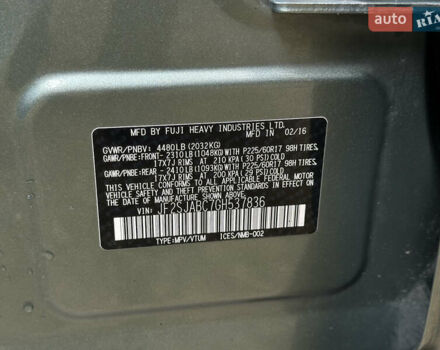 auto RIA
MFD BY FUJI HEAVY INDUSTRIES LTD. MFD IN 02/16
GVWR/PNBV: 4480LB (2032KG)
GAWR/PNBE: FRONT- 2310LB(1048KG)WITH P225/60R17 98H TIRES
17X7J RIMS AT 210 KPA( 30 PSI)COLD
GAWR/PNBE: REAR - 2410LB(1093KG)WITH P225/60R17 98H TIRES
17X7J RIMS AT 200 KPA( 29 PSI)COLD
THIS VEHICLE CONFORMS TO ALL APPLICABLE
FEDERAL MOTOR VEHICLE SAFETY STANDARDS IN EFFECT ON
THE DATE OF MANUFACTURE SHOWN ABOVE.
JF2SJABC7GH537836
TYPE:MPV/VTUM ICES/NMB-002